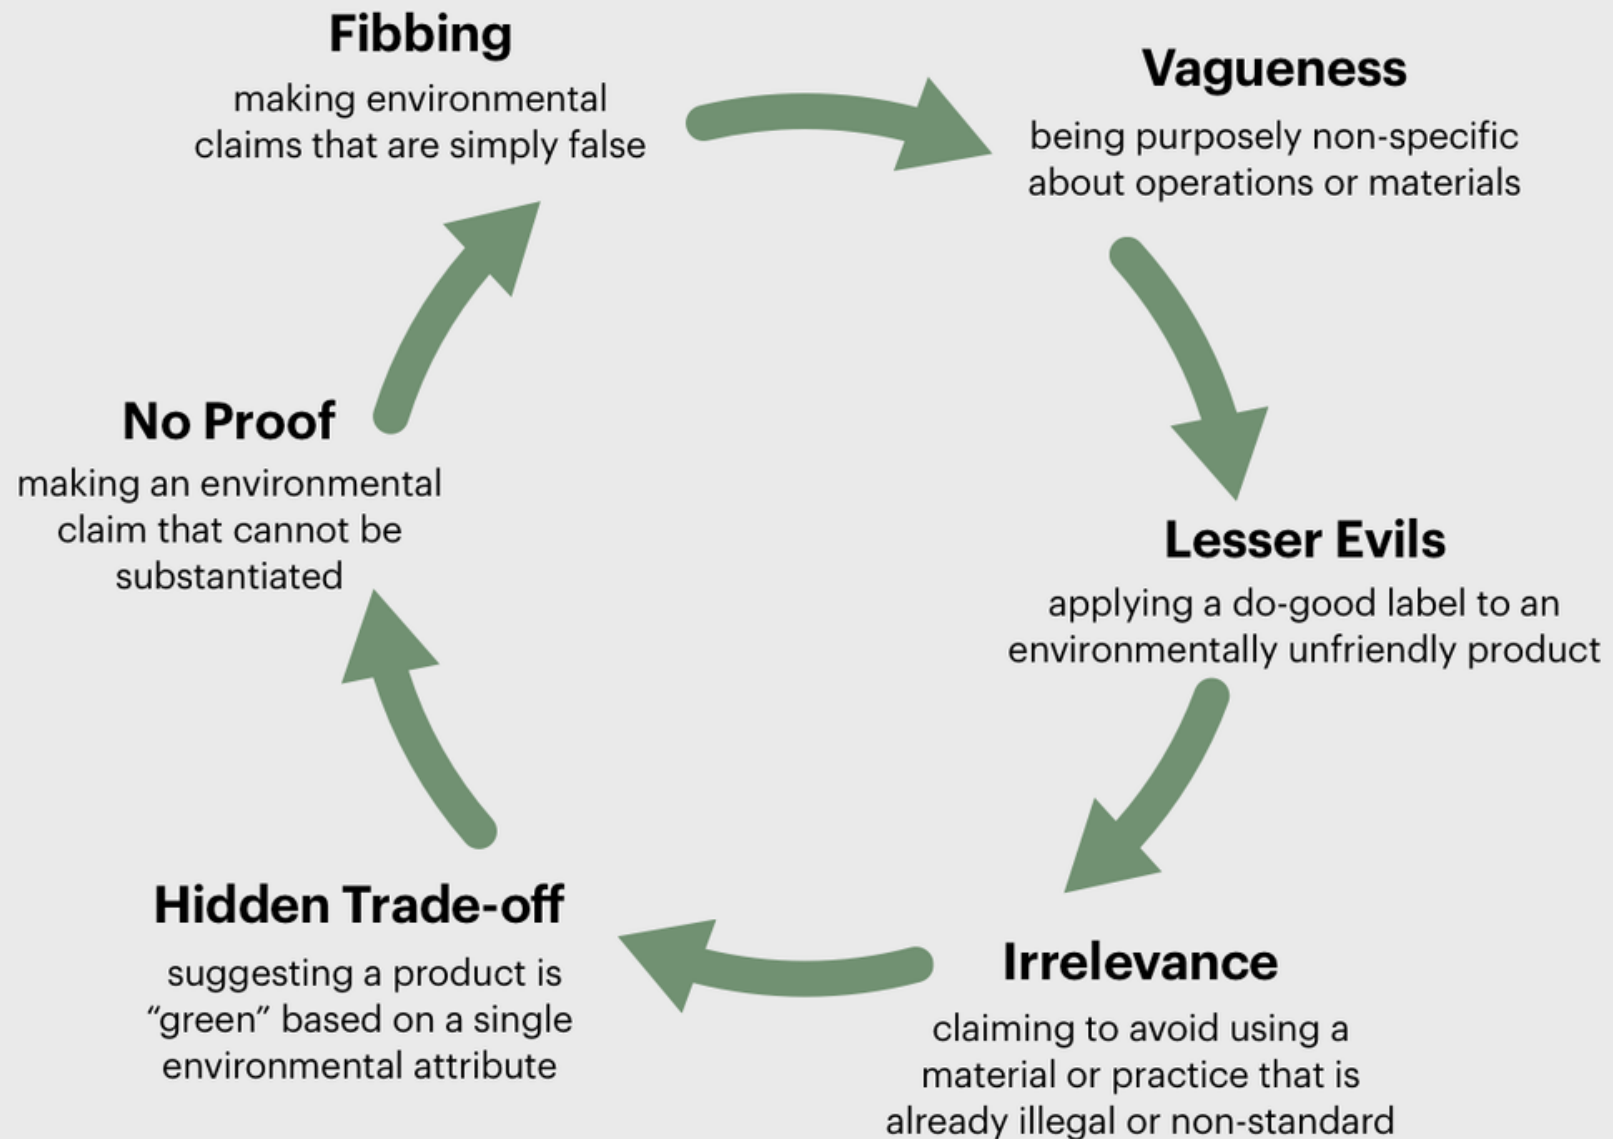 Fibbing
making environmental
claims that are simply false
Vagueness
being purposely non-specific
about operations or materials
Lesser Evils
applying a do-good label to an
environmentally unfriendly product
Irrelevance
claiming to avoid using a
material or practice that is
already illegal or non-standard
Hidden Trade-off
suggesting a product is
“green” based on a single
environmental attribute
No Proof
making an environmental
claim that cannot be
substantiated